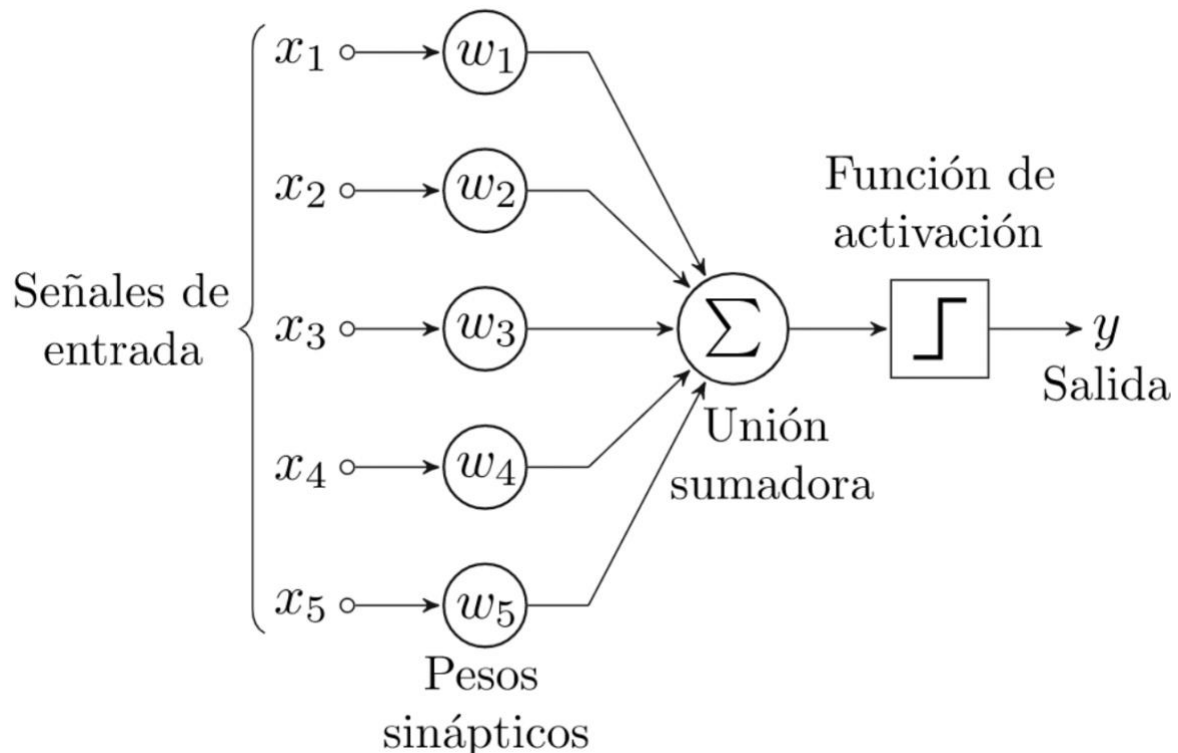 x₁
w₁
x₂
w₂
Función de
activación
Señales de
entrada
x₃
w₃
Σ
y
Salida
Unión
sumadora
x₄
w₄
x₅
w₅
Pesos
sinápticos